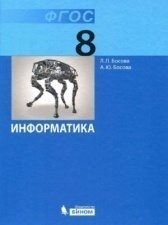 ФГОС
8
Л. Л. Босова
А. Ю. Босова
ИНФОРМАТИКА
БИНОМ